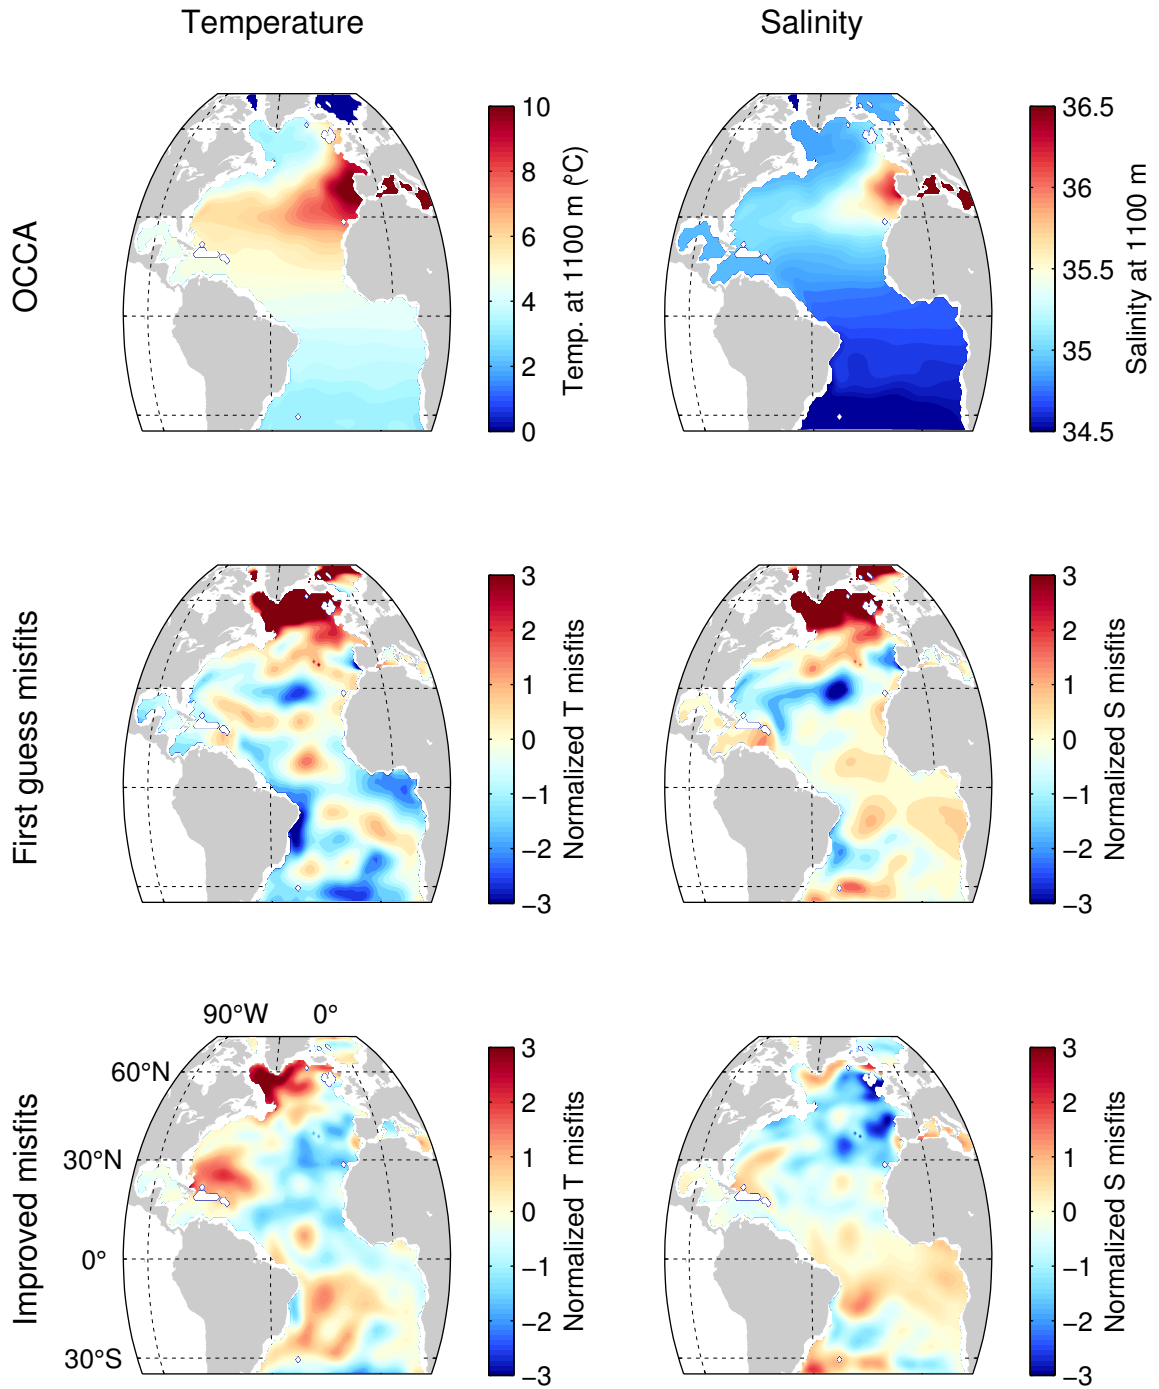 Temperature
Salinity
OCCA
10
8
6
4
2
0
Temp. at 1100 m (°C)
36.5
36
35.5
35
34.5
Salinity at 1100 m
First guess misfits
3
2
1
0
−1
−2
−3
Normalized T misfits
3
2
1
0
−1
−2
−3
Normalized S misfits
Improved misfits
90°W
0°
60°N
30°N
0°
30°S
3
2
1
0
−1
−2
−3
Normalized T misfits
3
2
1
0
−1
−2
−3
Normalized S misfits